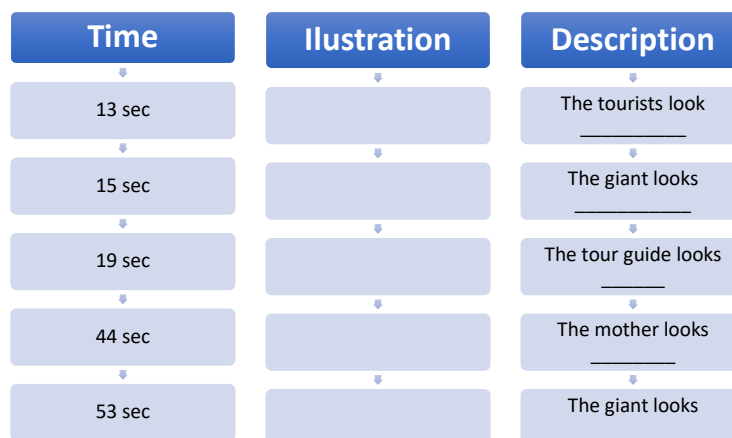 Time
Ilustration
Description
13 sec
The tourists look
__________
15 sec
The giant looks
___________
19 sec
The tour guide looks
______
44 sec
The mother looks
________
53 sec
The giant looks